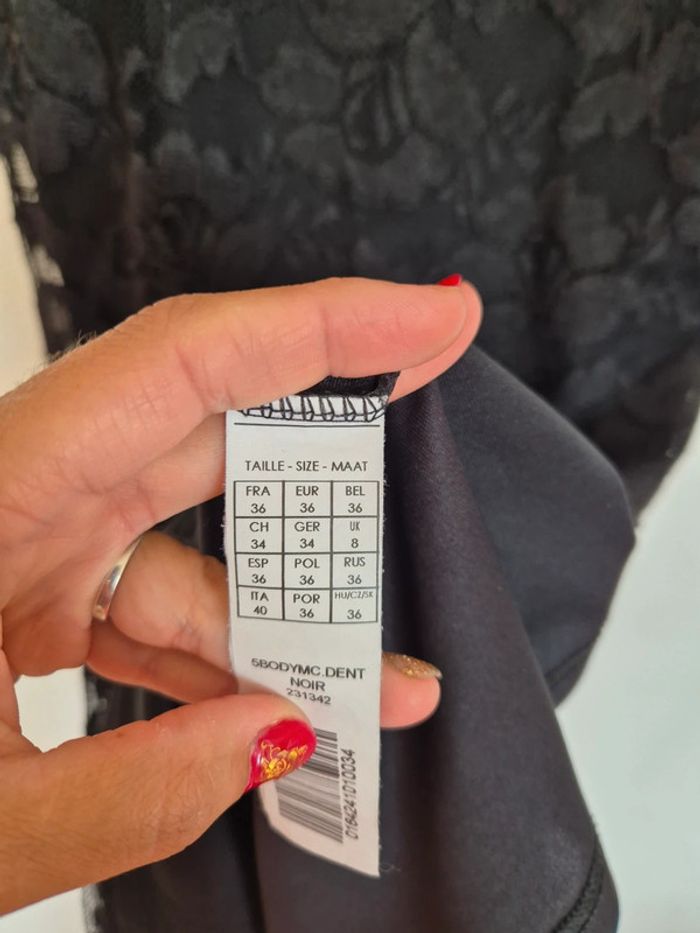 TAILLE - SIZE - MAAT
FRA EUR BEL
36 36 36
CH GER UK
34 34 8
ESP POL RUS
36 36 36
ITA POR HU/CZ/SK
40 36 36
5BODYMC.DENT
NOIR
231342
0164241010034